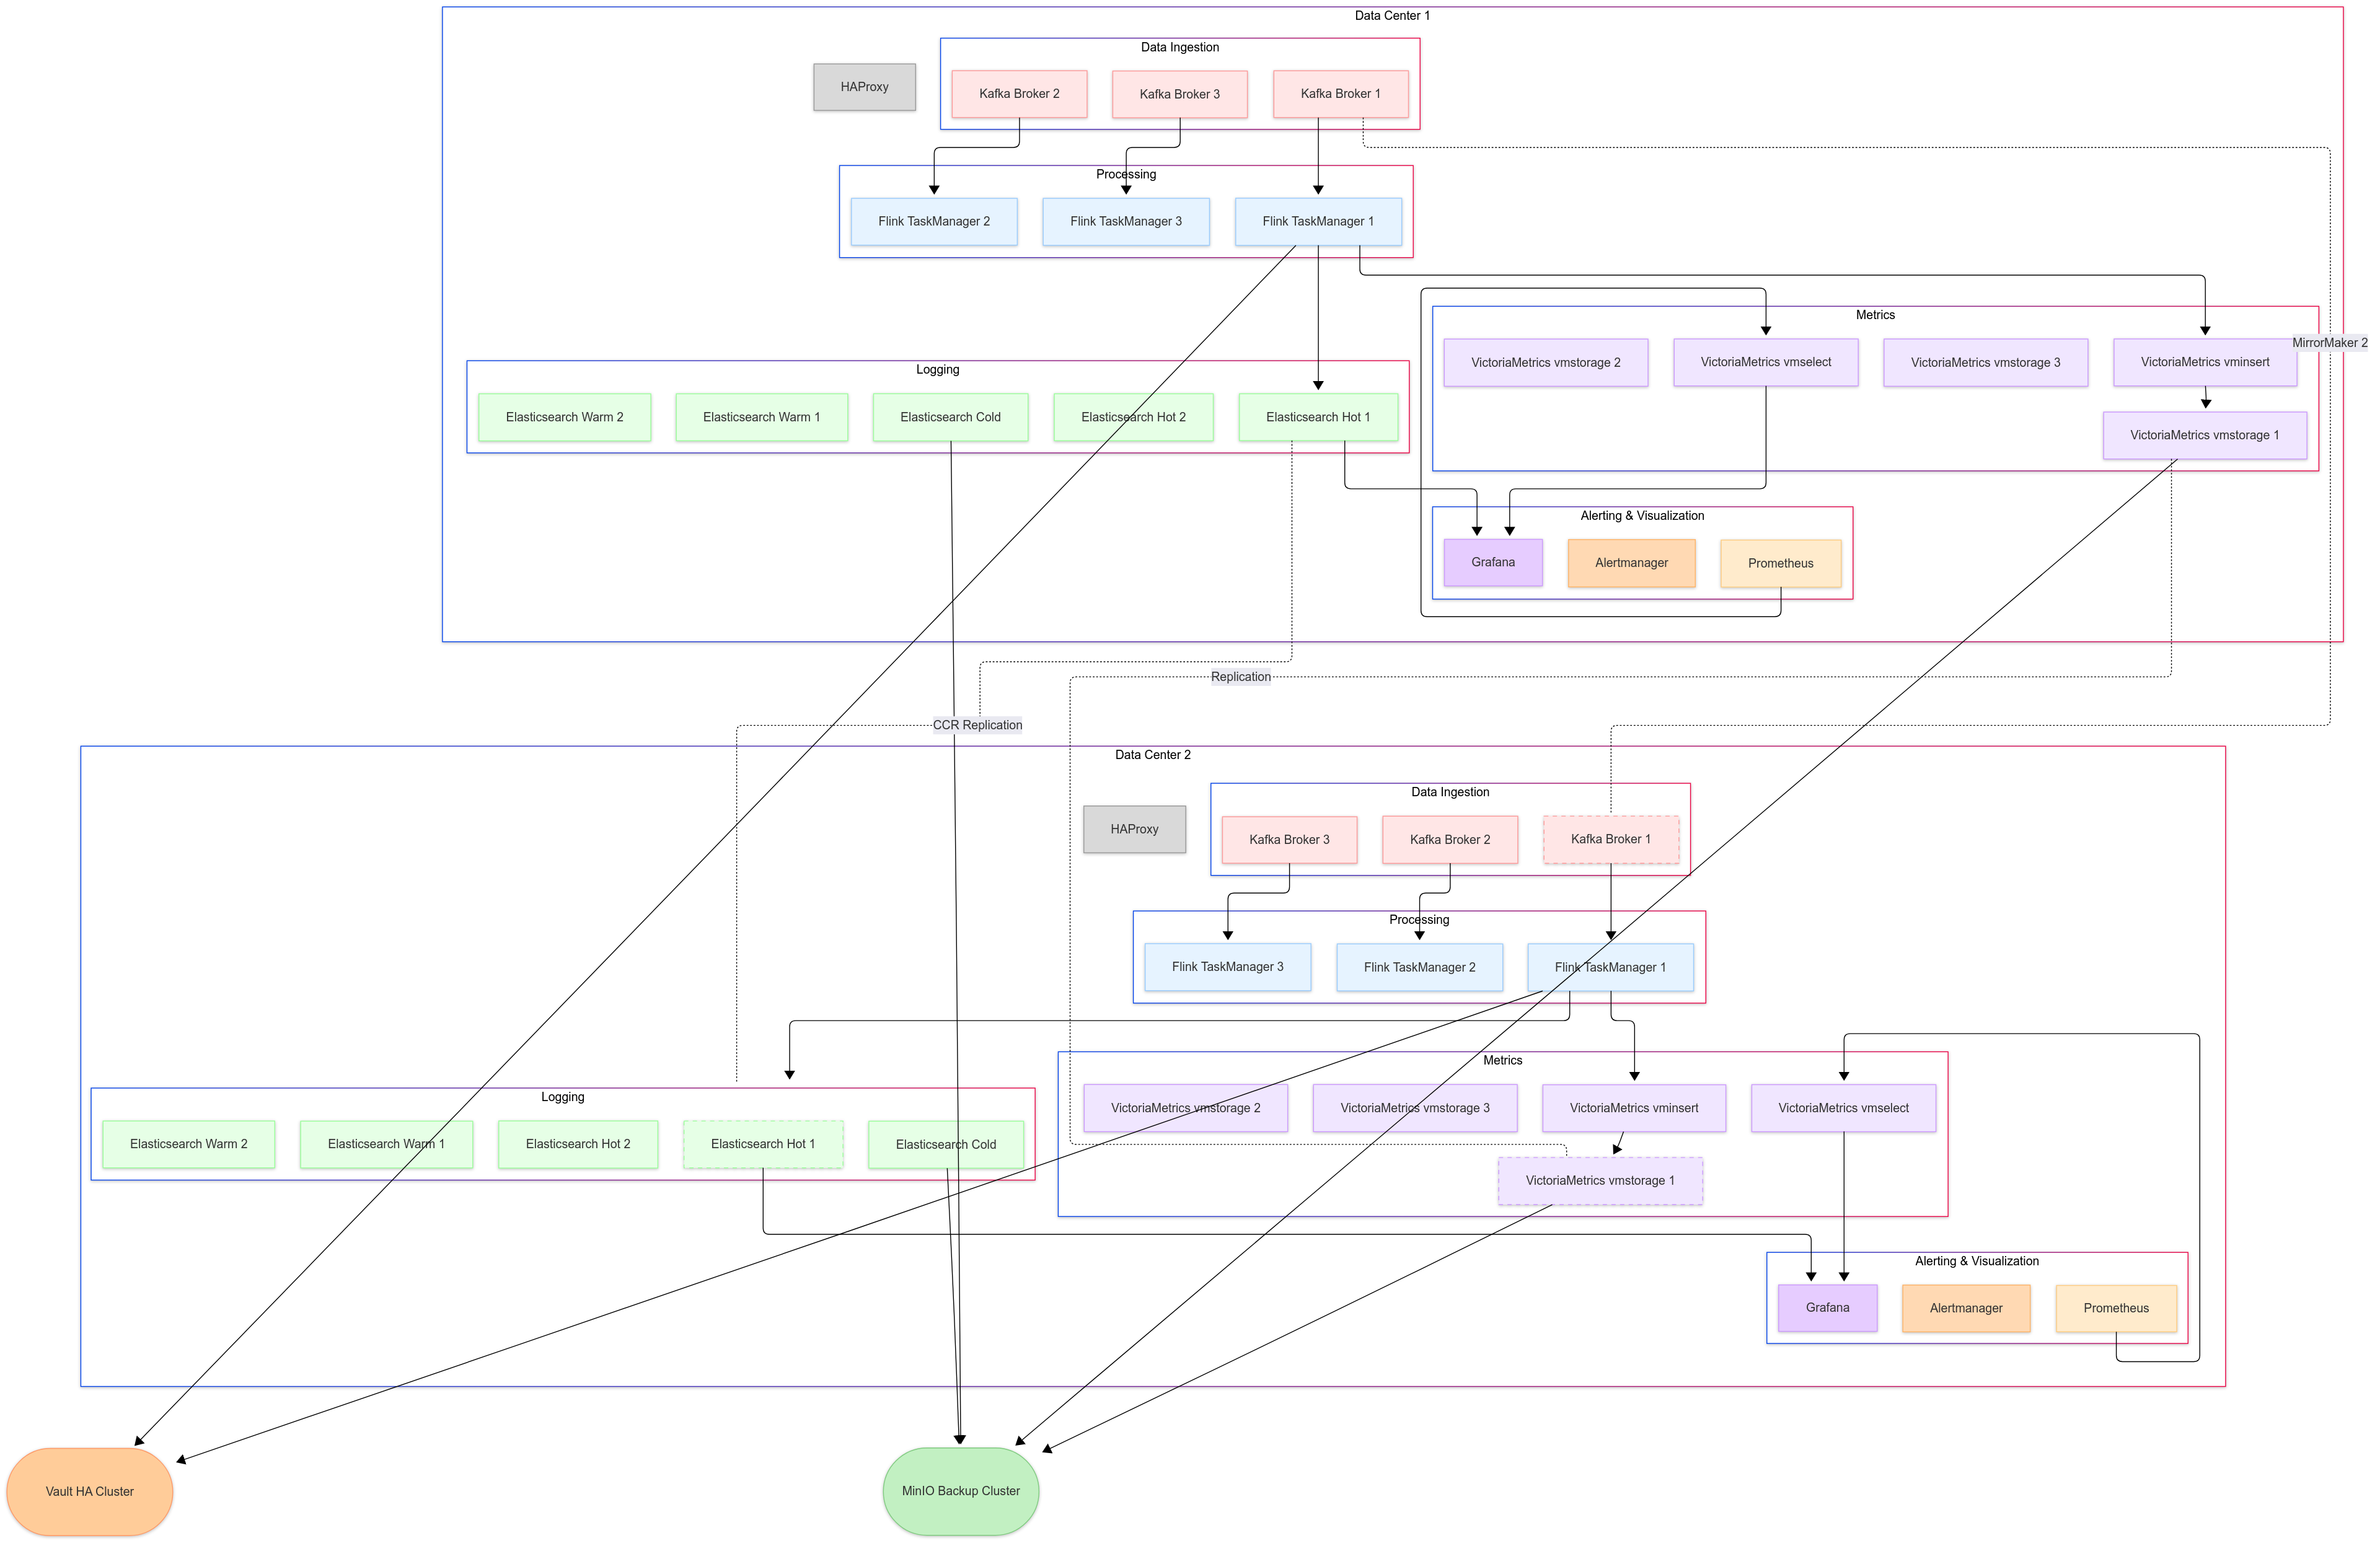 Data Center 1
Data Ingestion
HAProxy
Kafka Broker 2
Kafka Broker 3
Kafka Broker 1
Processing
Flink TaskManager 2
Flink TaskManager 3
Flink TaskManager 1
Metrics
MirrorMaker 2
VictoriaMetrics vmstorage 2
VictoriaMetrics vmselect
VictoriaMetrics vmstorage 3
VictoriaMetrics vminsert
VictoriaMetrics vmstorage 1
Logging
Elasticsearch Warm 2
Elasticsearch Warm 1
Elasticsearch Cold
Elasticsearch Hot 2
Elasticsearch Hot 1
Alerting & Visualization
Grafana
Alertmanager
Prometheus
Replication
CCR Replication
Data Center 2
Data Ingestion
HAProxy
Kafka Broker 3
Kafka Broker 2
Kafka Broker 1
Processing
Flink TaskManager 3
Flink TaskManager 2
Flink TaskManager 1
Metrics
VictoriaMetrics vmstorage 2
VictoriaMetrics vmstorage 3
VictoriaMetrics vminsert
VictoriaMetrics vmselect
VictoriaMetrics vmstorage 1
Logging
Elasticsearch Warm 2
Elasticsearch Warm 1
Elasticsearch Hot 2
Elasticsearch Hot 1
Elasticsearch Cold
Alerting & Visualization
Grafana
Alertmanager
Prometheus
Vault HA Cluster
MinIO Backup Cluster